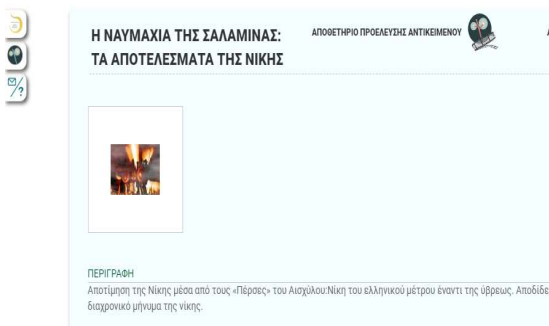 Η ΝΑΥΜΑΧΙΑ ΤΗΣ ΣΑΛΑΜΙΝΑΣ:
ΤΑ ΑΠΟΤΕΛΕΣΜΑΤΑ ΤΗΣ ΝΙΚΗΣ
ΑΠΟΘΕΤΗΡΙΟ ΠΡΟΕΛΕΥΣΗΣ ΑΝΤΙΚΕΙΜΕΝΟΥ
ΠΕΡΙΓΡΑΦΗ
Αποτίμηση της Νίκης μέσα από τους «Πέρσες» του Αισχύλου:Νίκη του ελληνικού μέτρου έναντι της ύβρεως.
διαχρονικό μήνυμα της νίκης.